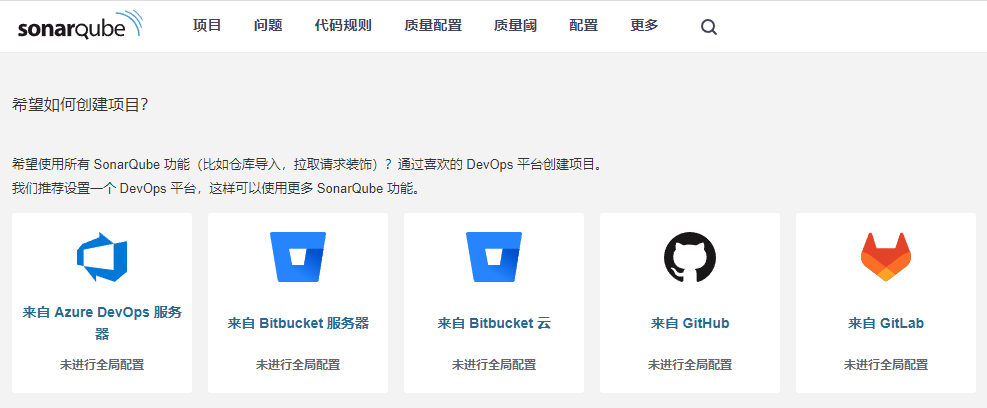 sonarqube 项目 问题 代码规则 质量配置 质量阈 配置 更多
希望如何创建项目？
希望使用所有 SonarQube 功能（比如仓库导入，拉取请求装饰）？通过喜欢的 DevOps 平台创建项目。
我们推荐设置一个 DevOps 平台，这样可以使用更多 SonarQube 功能。
来自 Azure DevOps 服务
器
未进行全局配置
来自 Bitbucket 服务器
未进行全局配置
来自 Bitbucket 云
未进行全局配置
来自 GitHub
未进行全局配置
来自 GitLab
未进行全局配置